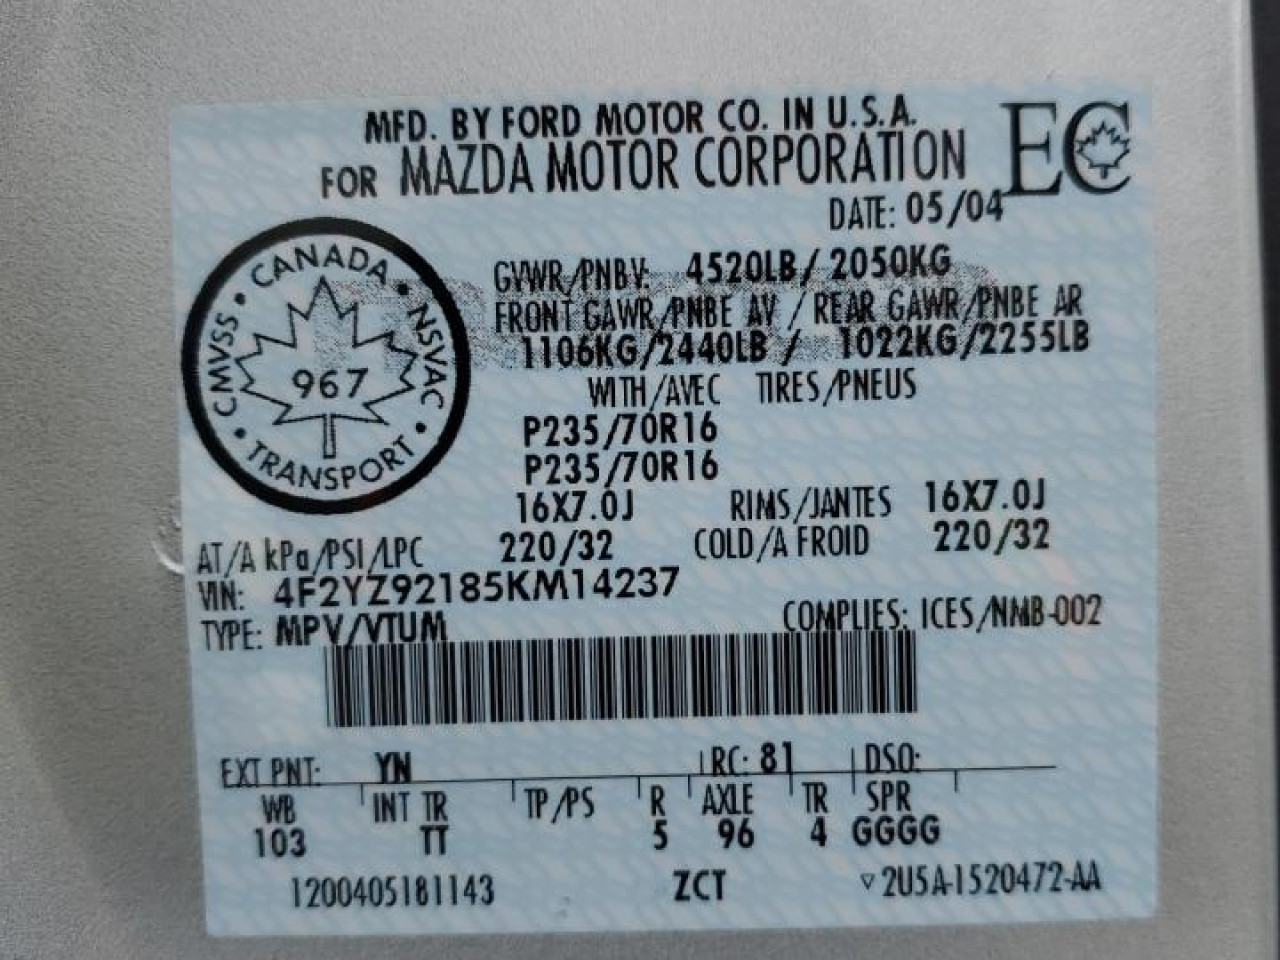 MFD. BY FORD MOTOR CO. IN U.S.A.
FOR MAZDA MOTOR CORPORATION
EC
DATE: 05/04
CANADA
CMVSS • • NSVAC
967
• TRANSPORT •
GVWR/PNBV: 4520LB/2050KG
FRONT GAWR/PNBE AV / REAR GAWR/PNBE AR
1106KG/2440LB / 1022KG/2255LB
WITH/AVEC TIRES/PNEUS
P235/70R16
P235/70R16
16X7.0J RIMS/JANTES 16X7.0J
AT/A kPa/PSI/LPC 220/32 COLD/A FROID 220/32
VIN: 4F2YZ92185KM14237
TYPE: MPV/VTUM COMPLIES: ICES/NMB-002
EXT PNT: YN RC: 81 DSO:
WB INT TR TP/PS R AXLE TR SPR
103 TT 5 96 4 GGGG
1200405181143 ZCT ▽ 2U5A-1520472-AA